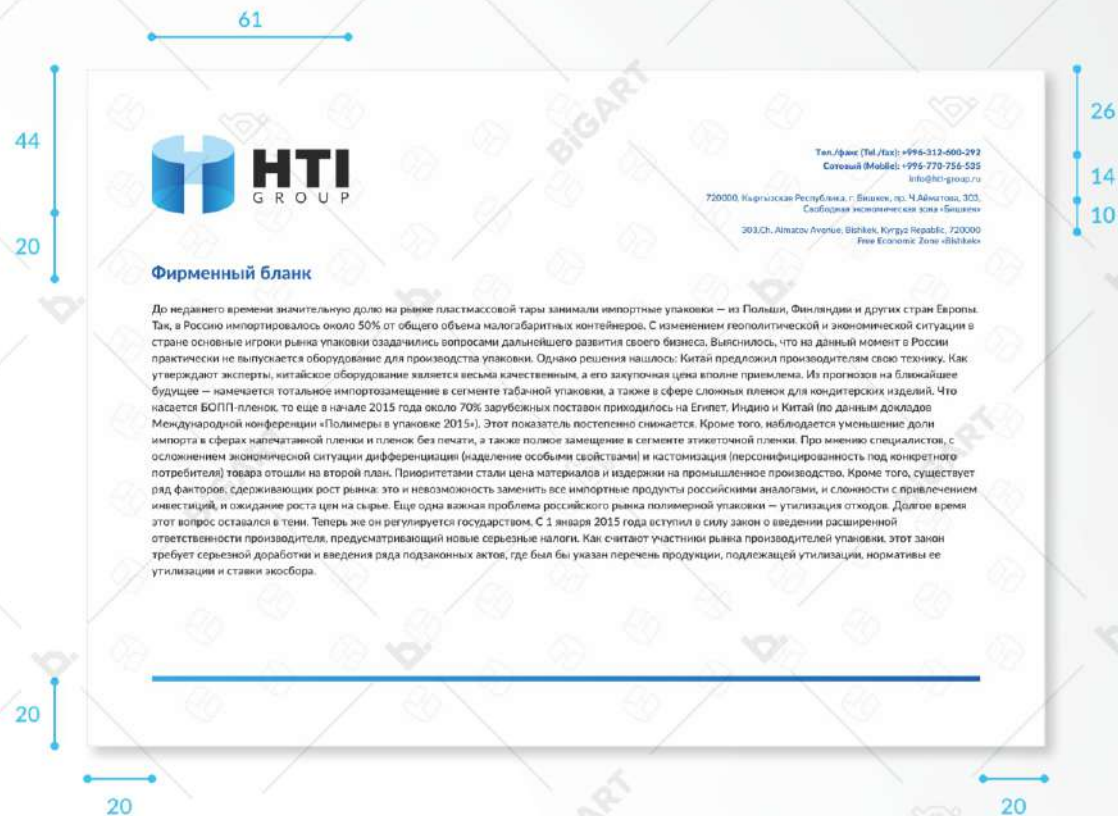 61
44
20
26
14
10
HTI
GROUP
Тел./факс (Tel./fax): +996-312-600-292
Сотовый (Mobile): +996-770-756-535
info@hti-group.ru
720000, Кыргызская Республика, г. Бишкек, пр. Ч.Айматова, 303,
Свободная экономическая зона «Бишкек»
303,Ch. Aimatov Avenue, Bishkek, Kyrgyz Republic, 720000
Free Economic Zone «Bishkek»
Фирменный бланк
До недавнего времени значительную долю на рынке пластмассовой тары занимали импортные упаковки — из Польши, Финляндии и других стран Европы.
Так, в Россию импортировалось около 50% от общего объема малогабаритных контейнеров. С изменением геополитической и экономической ситуации в
стране основные игроки рынка упаковки озадачились вопросами дальнейшего развития своего бизнеса. Выяснилось, что на данный момент в России
практически не выпускается оборудование для производства упаковки. Однако решения нашлось: Китай предложил производителям свою технику. Как
утверждают эксперты, китайское оборудование является весьма качественным, а его закупочная цена вполне приемлема. Из прогнозов на ближайшее
будущее — намечается тотальное импортозамещение в сегменте табачной упаковки, а также в сфере сложных пленок для кондитерских изделий. Что
касается БОПП-пленок, то еще в начале 2015 года около 70% зарубежных поставок приходилось на Египет, Индию и Китай (по данным докладов
Международной конференции «Полимеры в упаковке 2015»). Этот показатель постепенно снижается. Кроме того, наблюдается уменьшение доли
импорта в сферах напечатанной пленки и пленок без печати, а также полное замещение в сегменте этикеточной пленки. Про мнению специалистов, с
осложнением экономической ситуации дифференциация (наделение особыми свойствами) и кастомизация (персонифицированность под конкретного
потребителя) товара отошли на второй план. Приоритетами стали цена материалов и издержки на промышленное производство. Кроме того, существует
ряд факторов, сдерживающих рост рынка: это и невозможность заменить все импортные продукты российскими аналогами, и сложности с привлечением
инвестиций, и ожидание роста цен на сырье. Еще одна важная проблема российского рынка полимерной упаковки — утилизация отходов. Долгое время
этот вопрос оставался в тени. Теперь же он регулируется государством. С 1 января 2015 года вступил в силу закон о введении расширенной
ответственности производителя, предусматривающий новые серьезные налоги. Как считают участники рынка производителей упаковки, этот закон
требует серьезной доработки и введения ряда подзаконных актов, где был бы указан перечень продукции, подлежащей утилизации, нормативы ее
утилизации и ставки экосбора.
20
20
20
BiGART
BiGART
BiGART